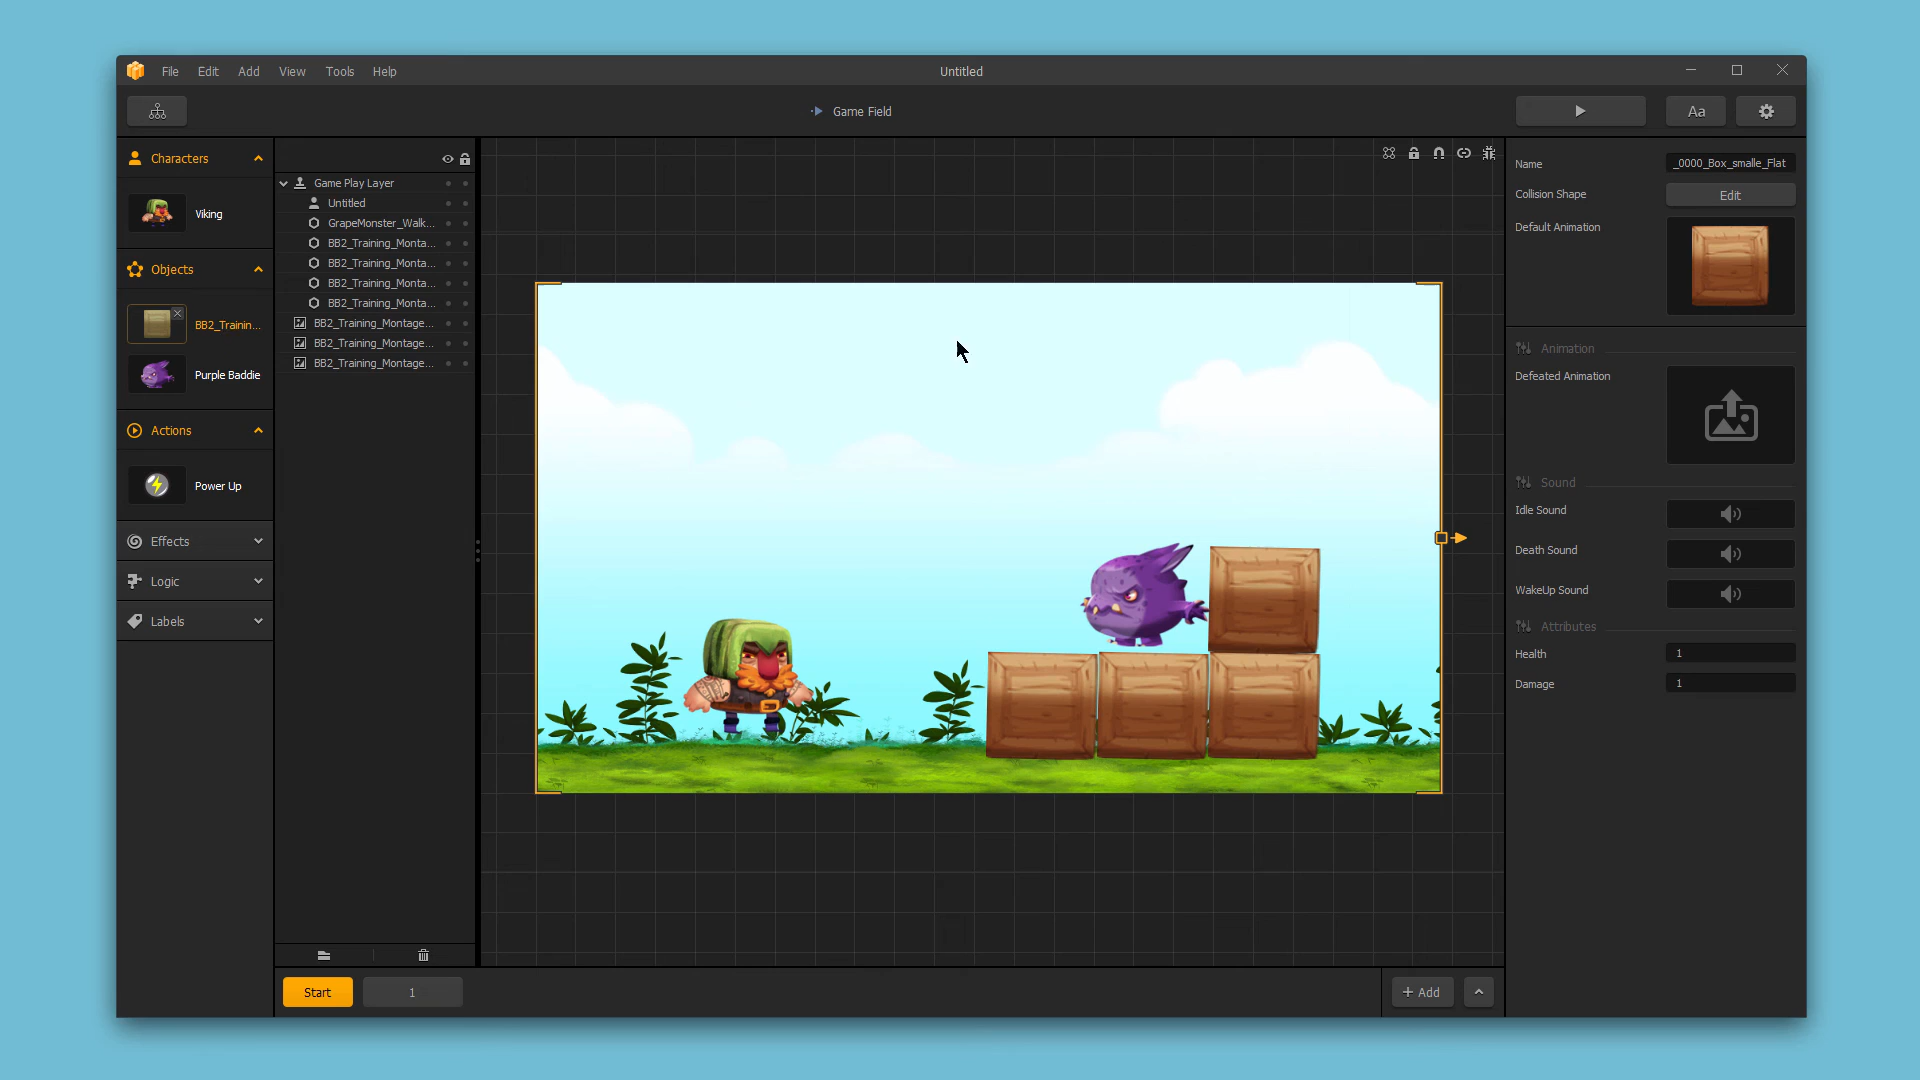 File Edit Add View Tools Help
Untitled
Game Field
Aa
Characters
Viking
Objects
BB2_Trainin...
Purple Baddie
Actions
Power Up
Effects
Logic
Labels
Game Play Layer
Untitled
GrapeMonster_Walk...
BB2_Training_Monta...
BB2_Training_Monta...
BB2_Training_Monta...
BB2_Training_Monta...
BB2_Training_Montage...
BB2_Training_Montage...
BB2_Training_Montage...
Start
1
+ Add
Name _0000_Box_smalle_Flat
Collision Shape Edit
Default Animation
Animation
Defeated Animation
Sound
Idle Sound
Death Sound
WakeUp Sound
Attributes
Health 1
Damage 1